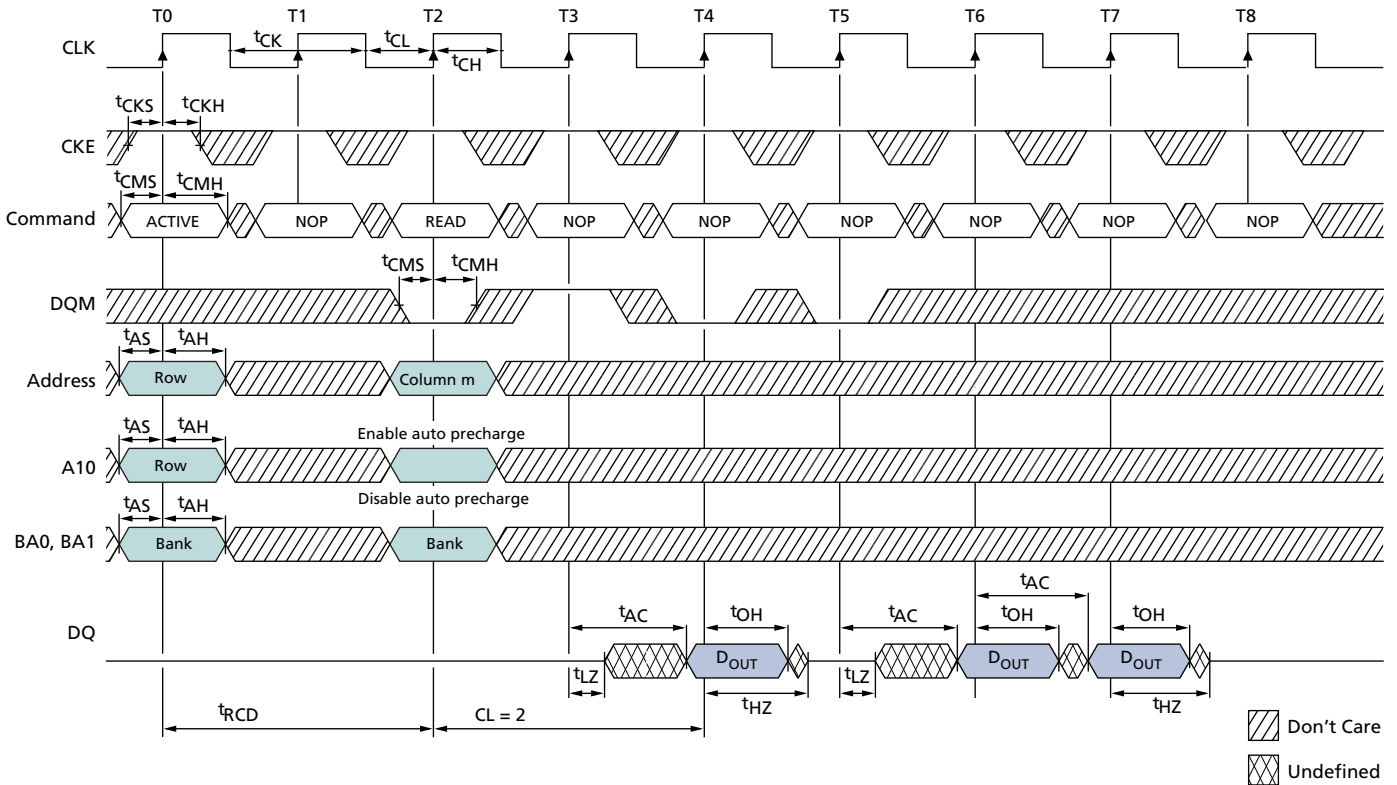 T0 T1 T2 T3 T4 T5 T6 T7 T8
CLK
tCK tCL tCH
tCKS tCKH
CKE
tCMS tCMH
Command ACTIVE NOP READ NOP NOP NOP NOP NOP NOP
tCMS tCMH
DQM
tAS tAH
Address Row Column m
tAS tAH Enable auto precharge
A10 Row
tAS tAH Disable auto precharge
BA0, BA1 Bank Bank
tAC
tAC tOH tAC tOH tOH
DQ
DOUT DOUT DOUT
tLZ tLZ
tHZ tHZ
tRCD CL = 2
Don't Care
Undefined